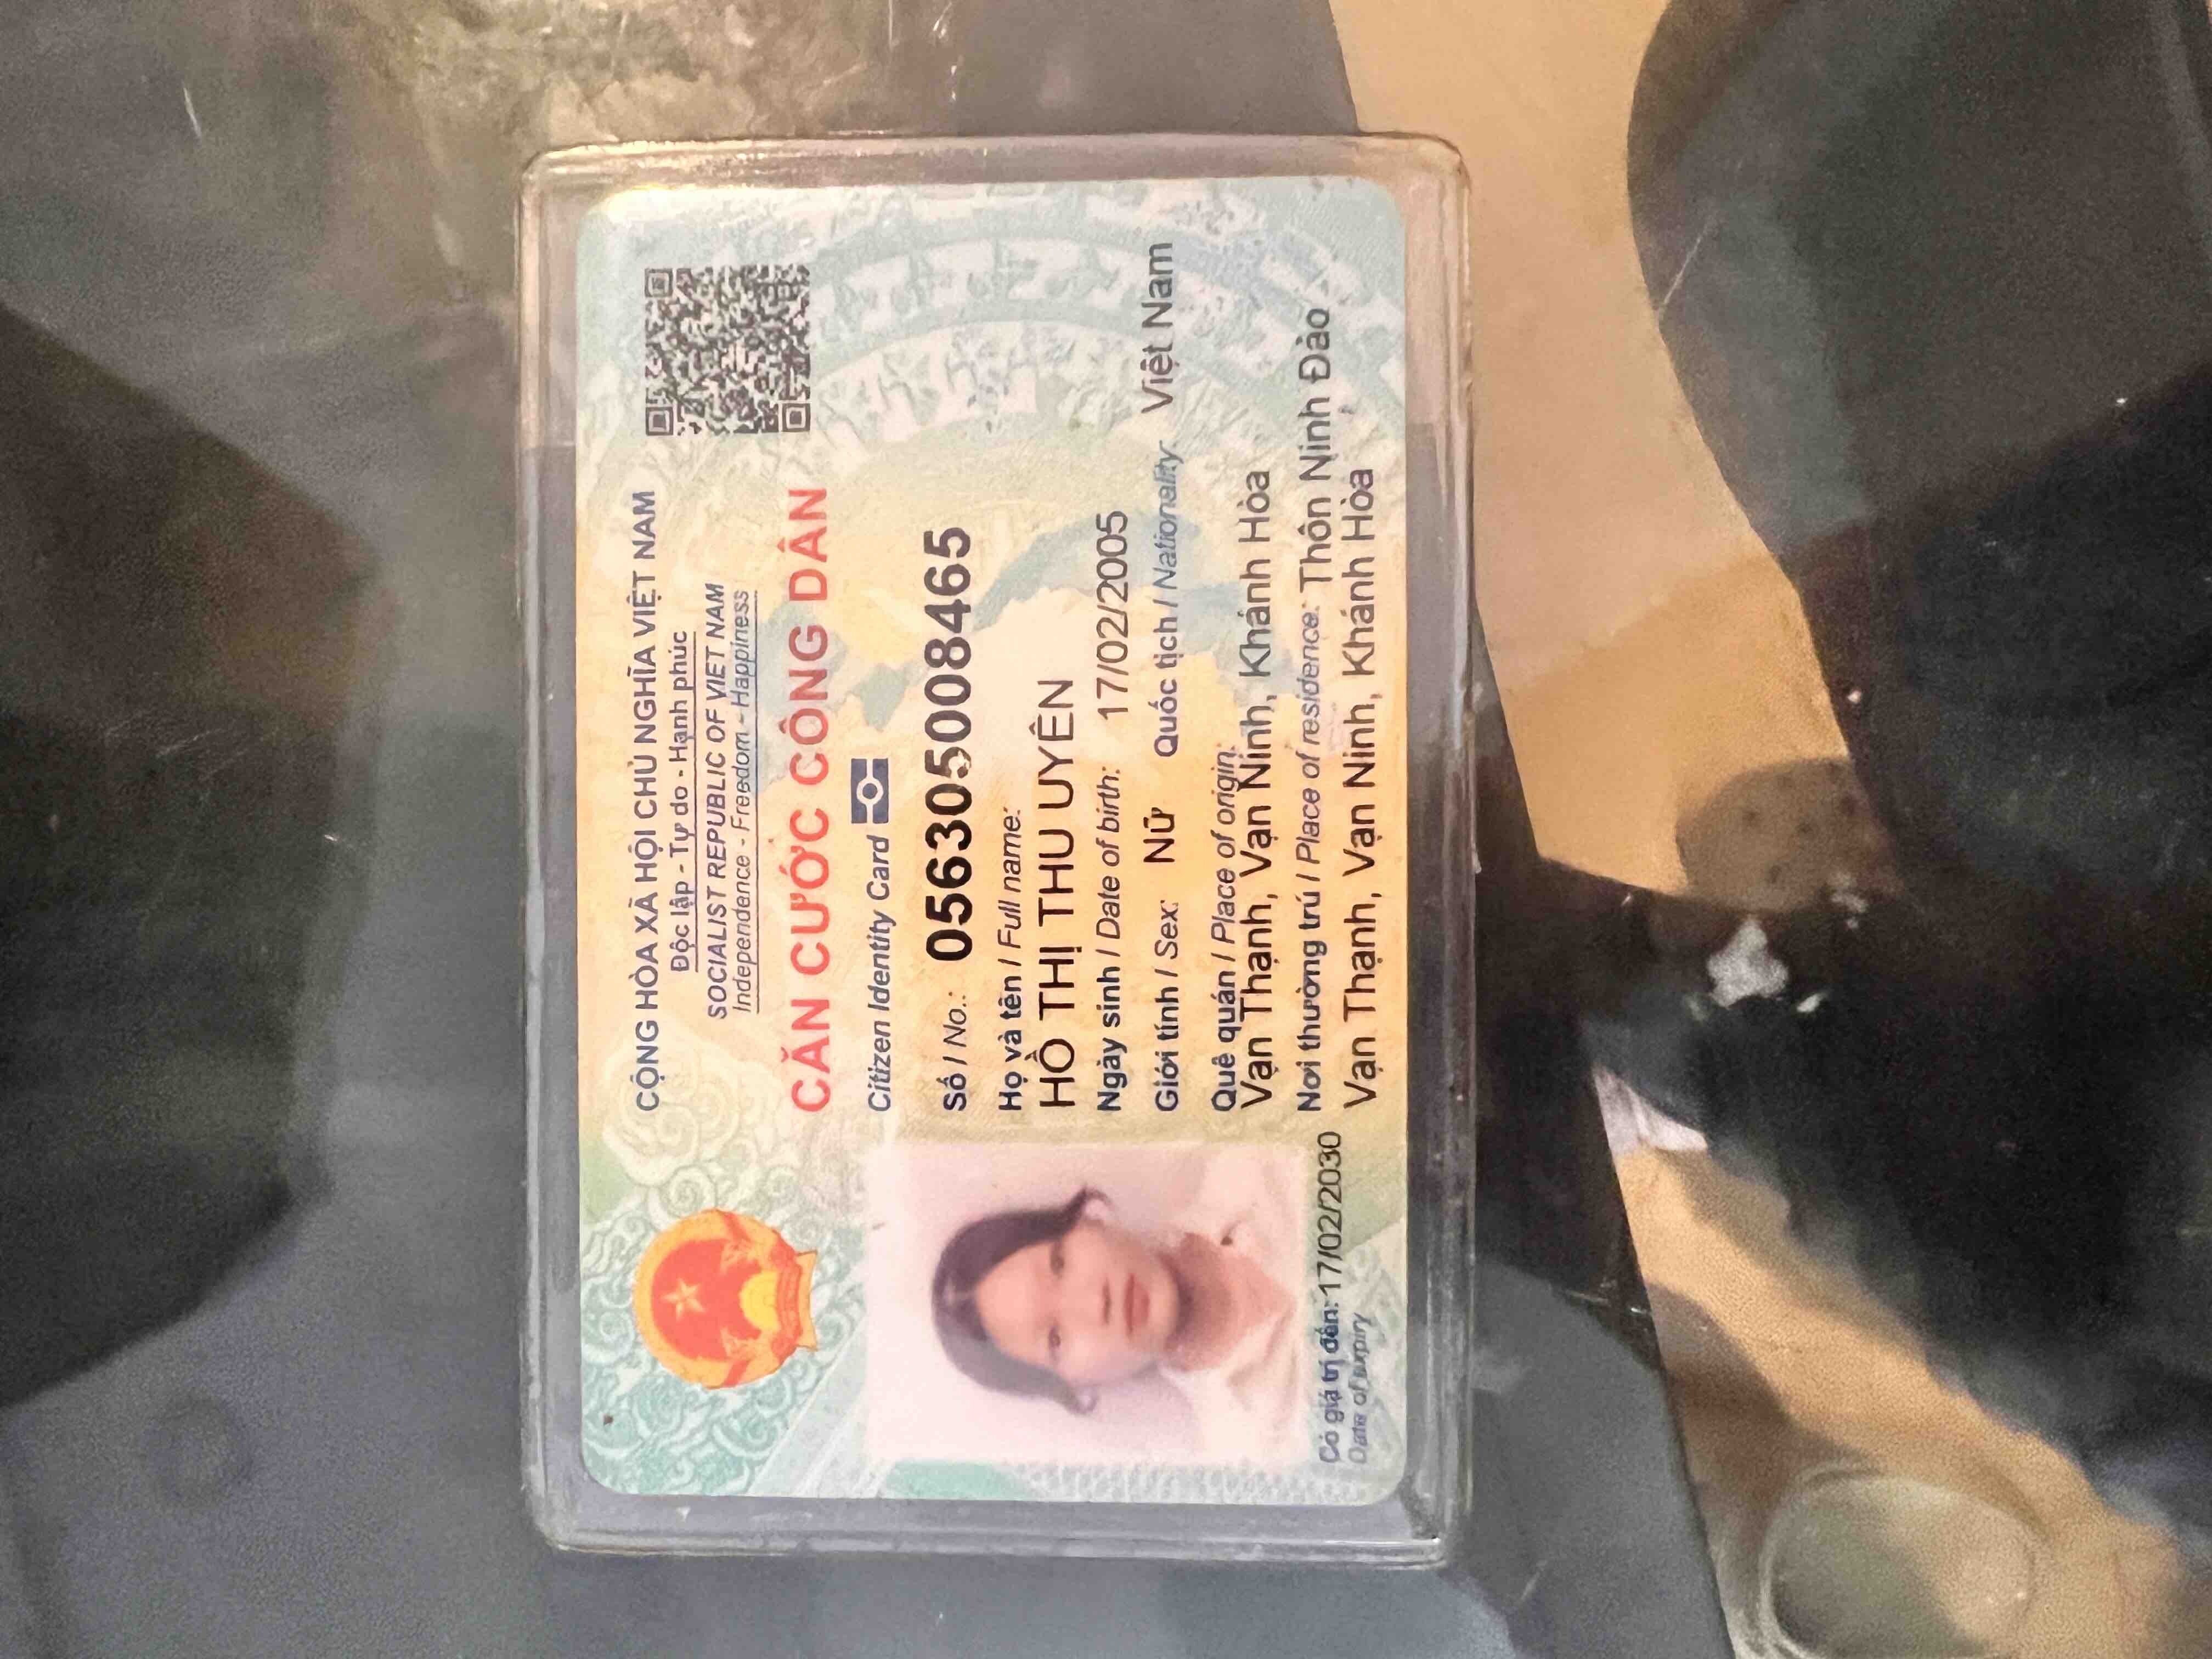 CỘNG HÒA XÃ HỘI CHỦ NGHĨA VIỆT NAM
Độc lập - Tự do - Hạnh phúc
SOCIALIST REPUBLIC OF VIET NAM
Independence - Freedom - Happiness
CĂN CƯỚC CÔNG DÂN
Citizen Identity Card
Số / No.: 056305008465
Họ và tên / Full name:
HỒ THỊ THU UYÊN
Ngày sinh / Date of birth: 17/02/2005
Giới tính / Sex: Nữ Quốc tịch / Nationality: Việt Nam
Quê quán / Place of origin:
Vạn Thạnh, Vạn Ninh, Khánh Hòa
Nơi thường trú / Place of residence: Thôn Ninh Đảo
Vạn Thạnh, Vạn Ninh, Khánh Hòa
Có giá trị đến: 17/02/2030
Date of expiry